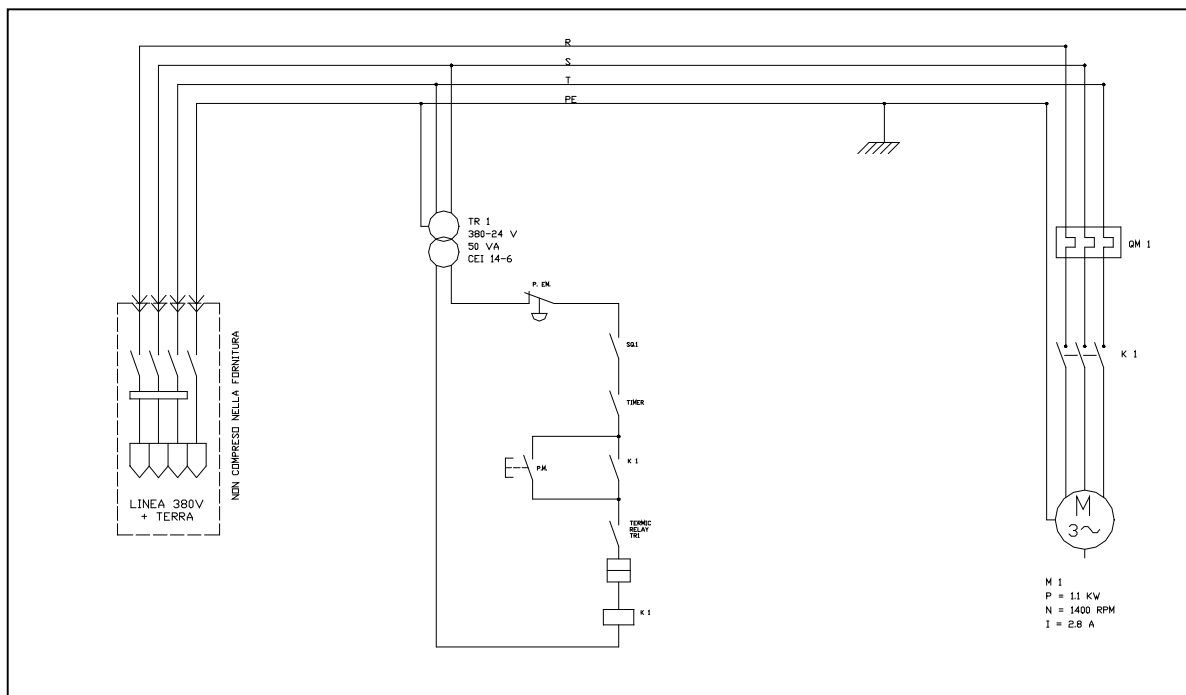 R
S
T
PE
TR 1
380-24 V
50 VA
CEI 14-6
P. EM.
SQ1
TIMER
K 1
P.M.
TERMIC
RELAY
TR1
K 1
QM 1
K 1
M
3~
M 1
P = 1.1 KW
N = 1400 RPM
I = 2.8 A
NON COMPRESO NELLA FORNITURA
LINEA 380V
+ TERRA